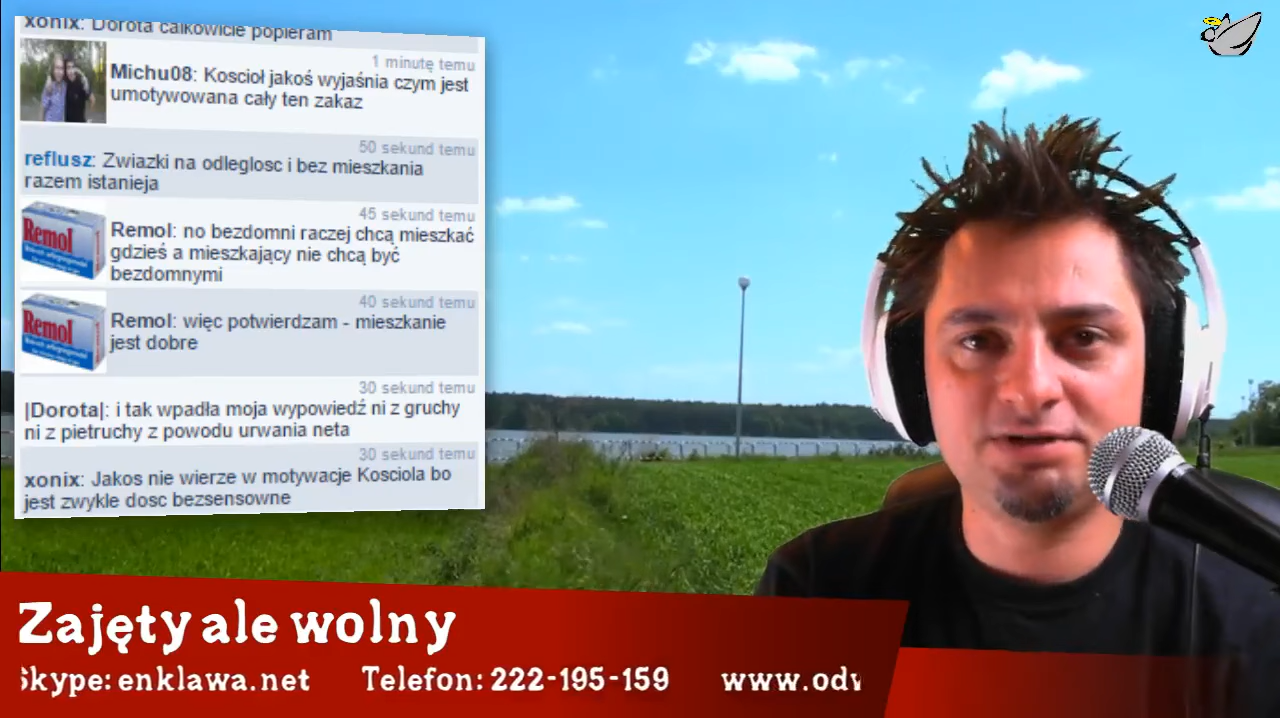 xonix: Dorota calkowicie popieram
1 minutę temu
Michu08: Koscioł jakoś wyjaśnia czym jest
umotywowana cały ten zakaz
50 sekund temu
reflusz: Zwiazki na odleglosc i bez mieszkania
razem istanieja
45 sekund temu
Remol
Remol: no bezdomni raczej chcą mieszkać
gdzieś a mieszkający nie chcą być
bezdomnymi
40 sekund temu
Remol
Remol: więc potwierdzam - mieszkanie
jest dobre
30 sekund temu
|Dorota|: i tak wpadła moja wypowiedź ni z gruchy
ni z pietruchy z powodu urwania neta
30 sekund temu
xonix: Jakos nie wierze w motywacje Kosciola bo
jest zwykle dosc bezsensowne
Zajęty ale wolny
Skype: enklawa.net Telefon: 222-195-159 www.odw